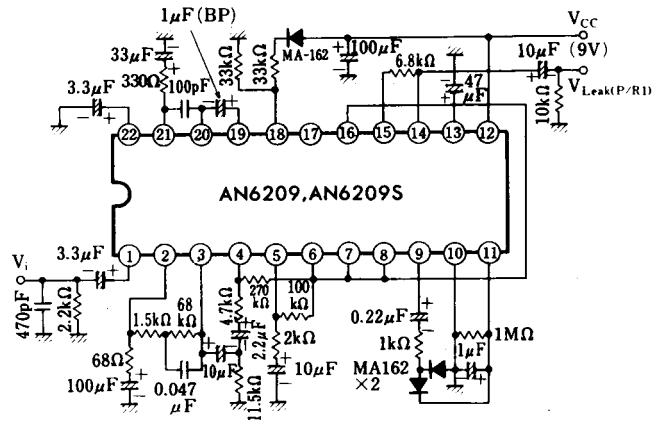 1μF(BP)
33μF
330Ω
100pF
3.3μF
33kΩ
33kΩ
MA-162
100μF
6.8kΩ
47
μF
10μF
10kΩ
VCC
(9V)
VLeak(P/R1)
22
21
20
19
18
17
16
15
14
13
12
AN6209, AN6209S
1
2
3
4
5
6
7
8
9
10
11
Vi
3.3μF
470pF
2.2kΩ
1.5kΩ
68
kΩ
68Ω
100μF
0.047
μF
10μF
4.7kΩ
2.2μF
11.5kΩ
270
kΩ
100
kΩ
2kΩ
10μF
0.22μF
1kΩ
MA162
×2
1μF
1MΩ